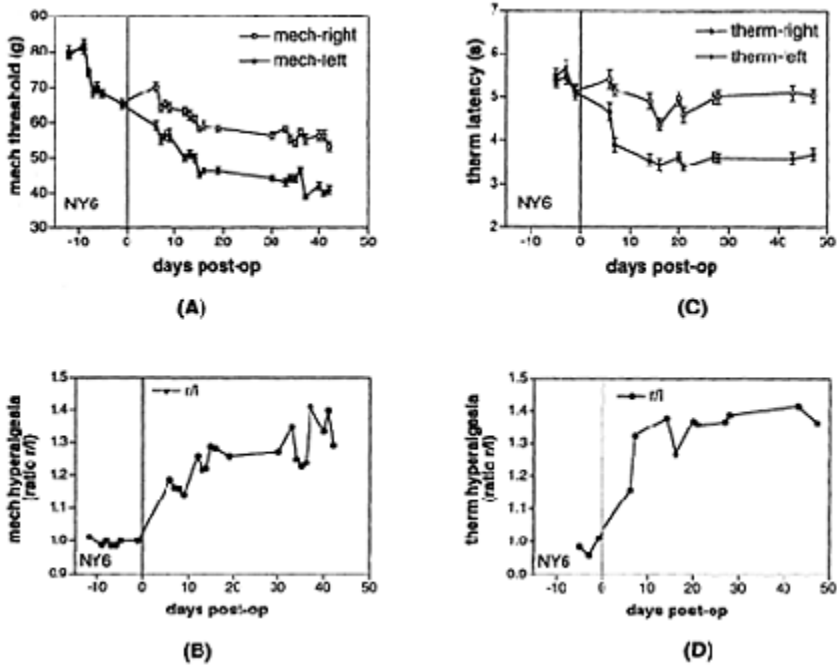 90
80
70
60
50
40
30
mech threshold (g)
mech-right
mech-left
NY6
-10 0 10 20 30 40 50
days post-op
(A)
7
6
5
4
3
2
therm latency (s)
therm-right
therm-left
NY6
-10 0 10 20 30 40 50
days post-op
(C)
1.5
1.4
1.3
1.2
1.1
1.0
0.9
mech hyperalgesia
(ratio r/l)
r/l
NY6
-10 0 10 20 30 40 50
days post-op
(B)
1.5
1.4
1.3
1.2
1.1
1.0
0.9
therm hyperalgesia
(ratio r/l)
r/l
NY6
-10 0 10 20 30 40 50
days post-op
(D)